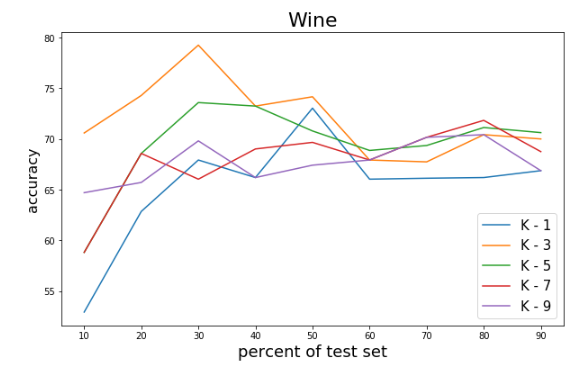 Wine
80
75
70
65
60
55
accuracy
10 20 30 40 50 60 70 80 90
percent of test set
K - 1
K - 3
K - 5
K - 7
K - 9